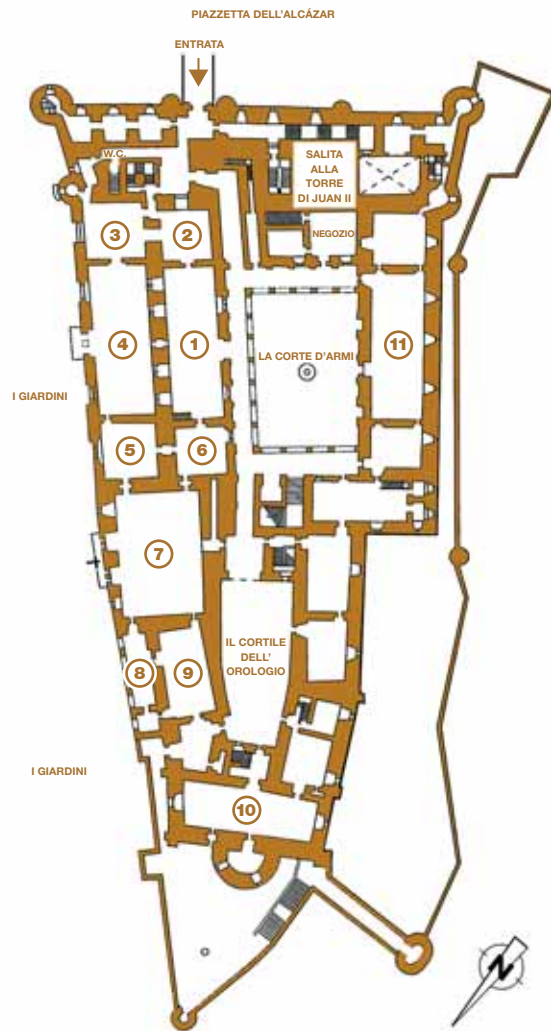 PIAZZETTA DELL'ALCÁZAR
ENTRATA
W.C.
SALITA
ALLA
TORRE
DI JUAN II
3
2
NEGOZIO
4
1
LA CORTE D'ARMI
11
I GIARDINI
5
6
7
IL CORTILE
DELL'
OROLOGIO
8
9
I GIARDINI
10
N